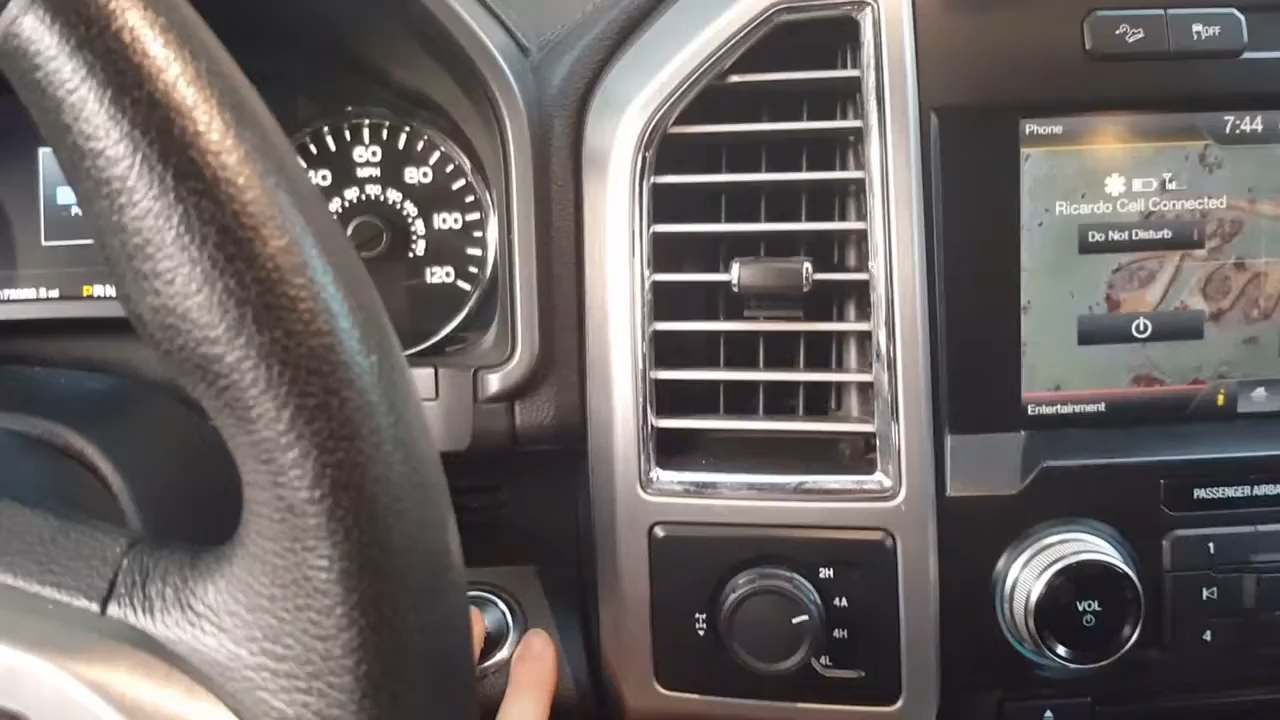 OFF
Phone
7:44
Ricardo Cell Connected
Do Not Disturb
Entertainment
40
60
80
100
120
MPH
PRN
PASSENGER
1
4
VOL
2H
4A
4H
4L